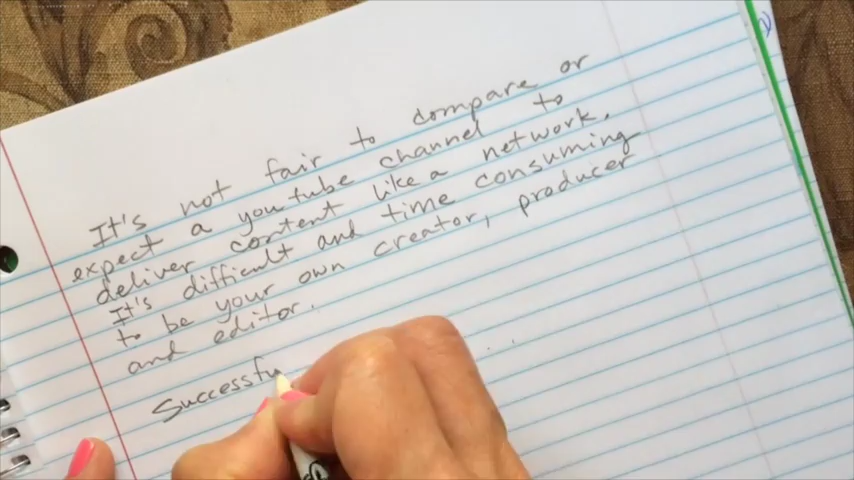 It's not fair to compare or
expect a youtube channel to
deliver content like a network.
It's difficult and time consuming
to be your own creator, producer
and editor.
Successfu